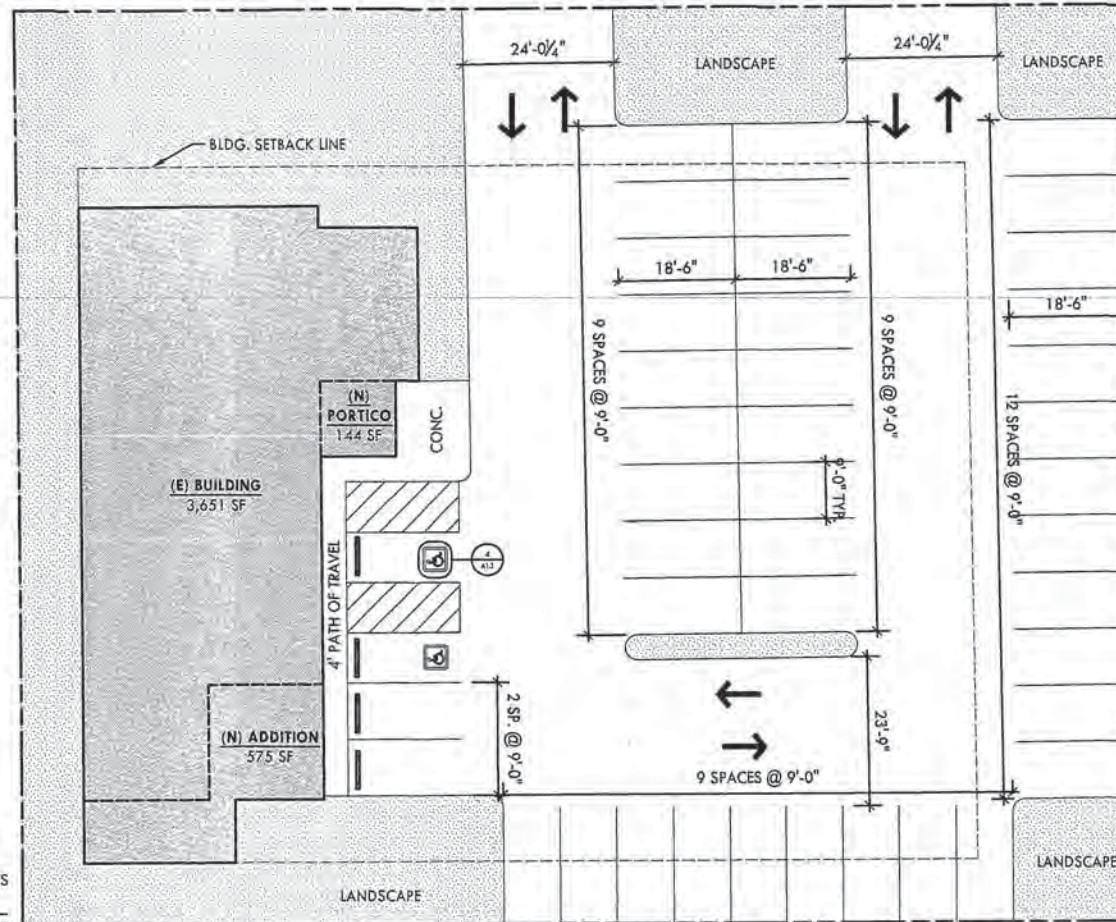 24'-0¼"
24'-0¼"
LANDSCAPE
LANDSCAPE
BLDG. SETBACK LINE
18'-6"
18'-6"
18'-6"
9 SPACES @ 9'-0"
9 SPACES @ 9'-0"
12 SPACES @ 9'-0"
(N)
PORTICO
144 SF
CONC.
9'-0" TYP.
(E) BUILDING
3,651 SF
4' PATH OF TRAVEL
4
A1.3
2 SP. @ 9'-0"
(N) ADDITION
575 SF
23'-9"
9 SPACES @ 9'-0"
LANDSCAPE
LANDSCAPE
S